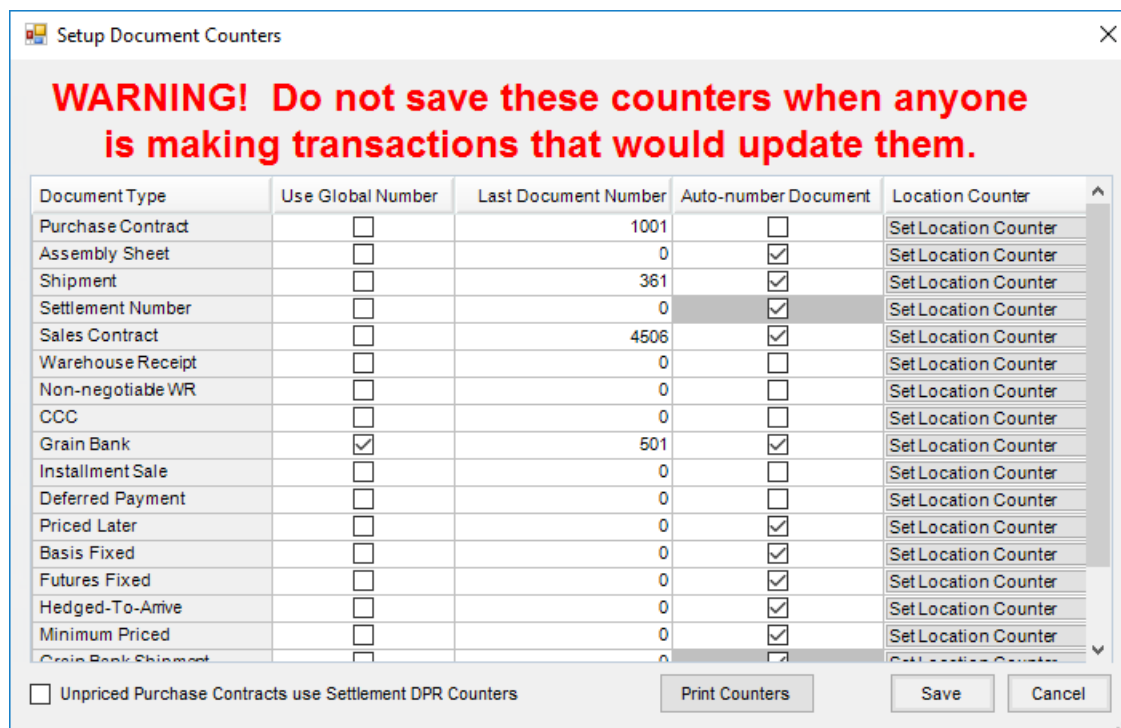 Setup Document Counters
WARNING! Do not save these counters when anyone
is making transactions that would update them.
Document Type Use Global Number Last Document Number Auto-number Document Location Counter
Purchase Contract 1001 Set Location Counter
Assembly Sheet 0 Set Location Counter
Shipment 361 Set Location Counter
Settlement Number 0 Set Location Counter
Sales Contract 4506 Set Location Counter
Warehouse Receipt 0 Set Location Counter
Non-negotiable WR 0 Set Location Counter
CCC 0 Set Location Counter
Grain Bank 501 Set Location Counter
Installment Sale 0 Set Location Counter
Deferred Payment 0 Set Location Counter
Priced Later 0 Set Location Counter
Basis Fixed 0 Set Location Counter
Futures Fixed 0 Set Location Counter
Hedged-To-Arrive 0 Set Location Counter
Minimum Priced 0 Set Location Counter
Grain Bank Shipment 0 Set Location Counter
Unpriced Purchase Contracts use Settlement DPR Counters Print Counters Save Cancel